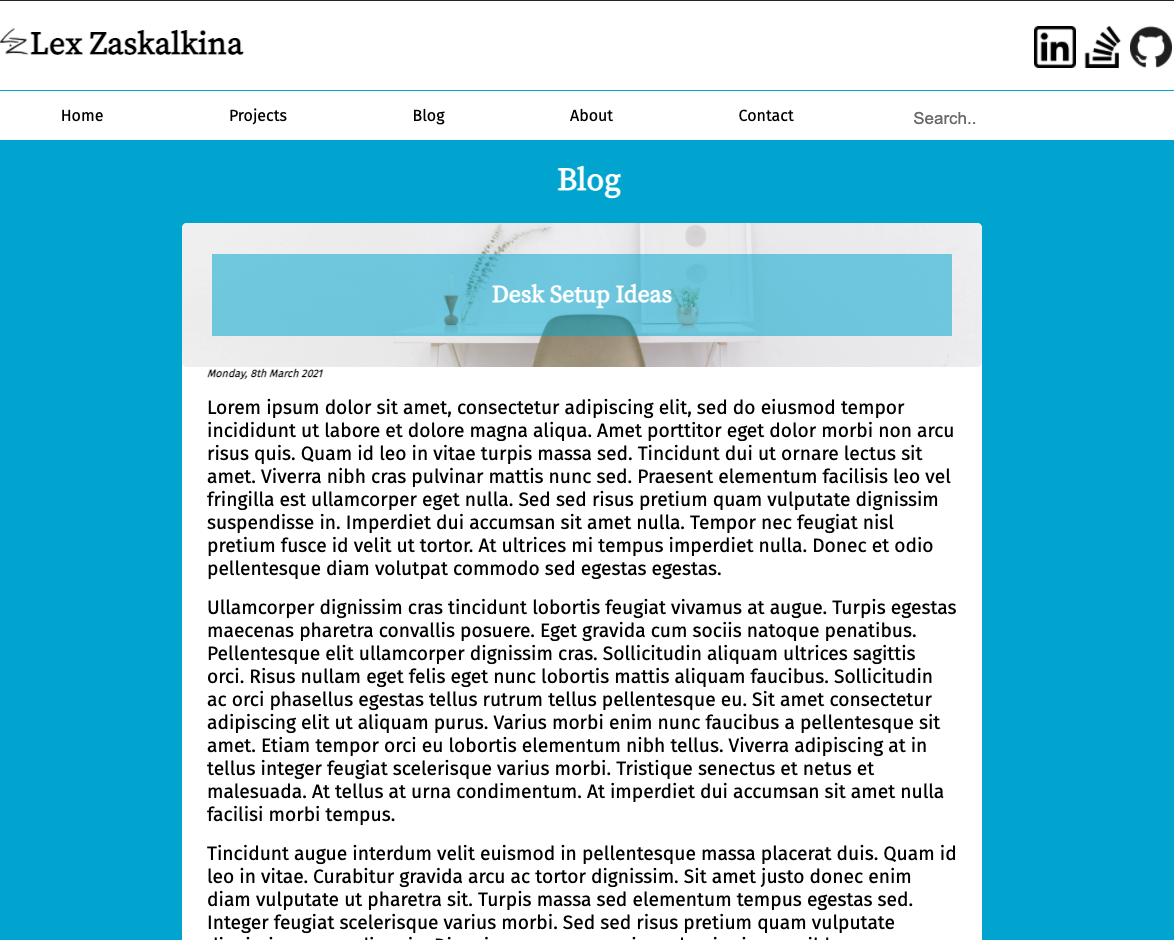 Lex Zaskalkina
in
Home Projects Blog About Contact Search..
Blog
Desk Setup Ideas
Monday, 8th March 2021
Lorem ipsum dolor sit amet, consectetur adipiscing elit, sed do eiusmod tempor
incididunt ut labore et dolore magna aliqua. Amet porttitor eget dolor morbi non arcu
risus quis. Quam id leo in vitae turpis massa sed. Tincidunt dui ut ornare lectus sit
amet. Viverra nibh cras pulvinar mattis nunc sed. Praesent elementum facilisis leo vel
fringilla est ullamcorper eget nulla. Sed sed risus pretium quam vulputate dignissim
suspendisse in. Imperdiet dui accumsan sit amet nulla. Tempor nec feugiat nisl
pretium fusce id velit ut tortor. At ultrices mi tempus imperdiet nulla. Donec et odio
pellentesque diam volutpat commodo sed egestas egestas.
Ullamcorper dignissim cras tincidunt lobortis feugiat vivamus at augue. Turpis egestas
maecenas pharetra convallis posuere. Eget gravida cum sociis natoque penatibus.
Pellentesque elit ullamcorper dignissim cras. Sollicitudin aliquam ultrices sagittis
orci. Risus nullam eget felis eget nunc lobortis mattis aliquam faucibus. Sollicitudin
ac orci phasellus egestas tellus rutrum tellus pellentesque eu. Sit amet consectetur
adipiscing elit ut aliquam purus. Varius morbi enim nunc faucibus a pellentesque sit
amet. Etiam tempor orci eu lobortis elementum nibh tellus. Viverra adipiscing at in
tellus integer feugiat scelerisque varius morbi. Tristique senectus et netus et
malesuada. At tellus at urna condimentum. At imperdiet dui accumsan sit amet nulla
facilisi morbi tempus.
Tincidunt augue interdum velit euismod in pellentesque massa placerat duis. Quam id
leo in vitae. Curabitur gravida arcu ac tortor dignissim. Sit amet justo donec enim
diam vulputate ut pharetra sit. Turpis massa sed elementum tempus egestas sed.
Integer feugiat scelerisque varius morbi. Sed sed risus pretium quam vulputate